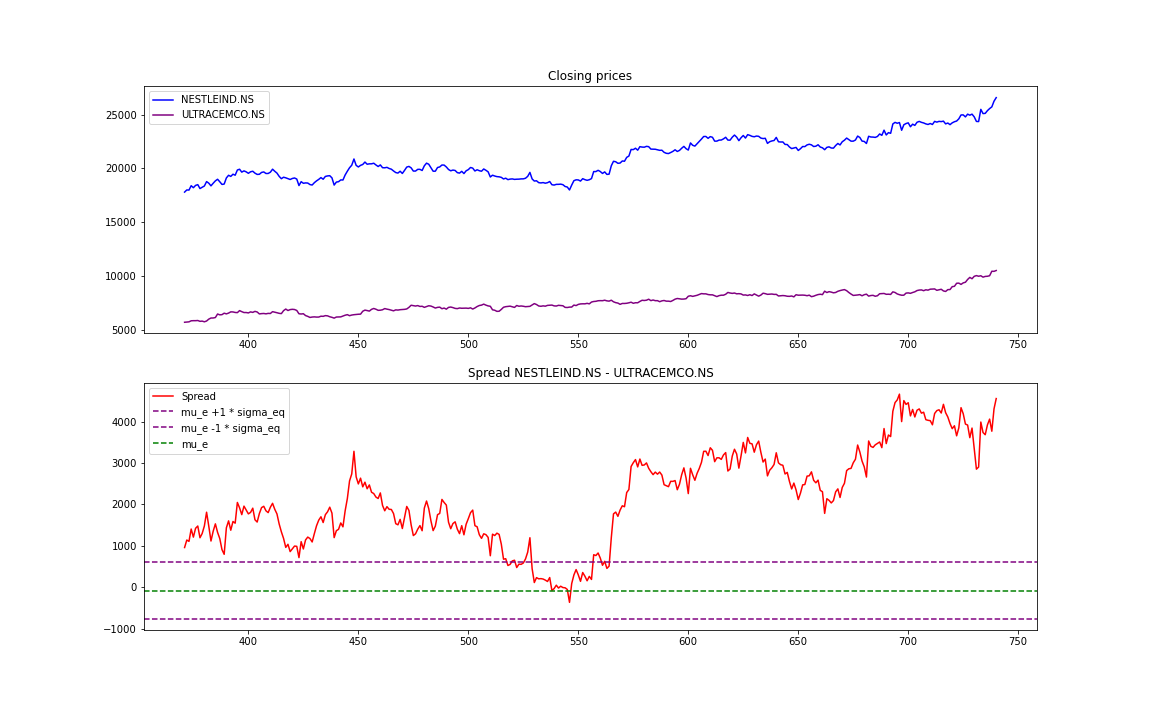 Closing prices
NESTLEIND.NS
ULTRACEMCO.NS
25000
20000
15000
10000
5000
400 450 500 550 600 650 700 750
Spread NESTLEIND.NS - ULTRACEMCO.NS
Spread
mu_e +1 * sigma_eq
mu_e -1 * sigma_eq
mu_e
4000
3000
2000
1000
0
−1000
400 450 500 550 600 650 700 750